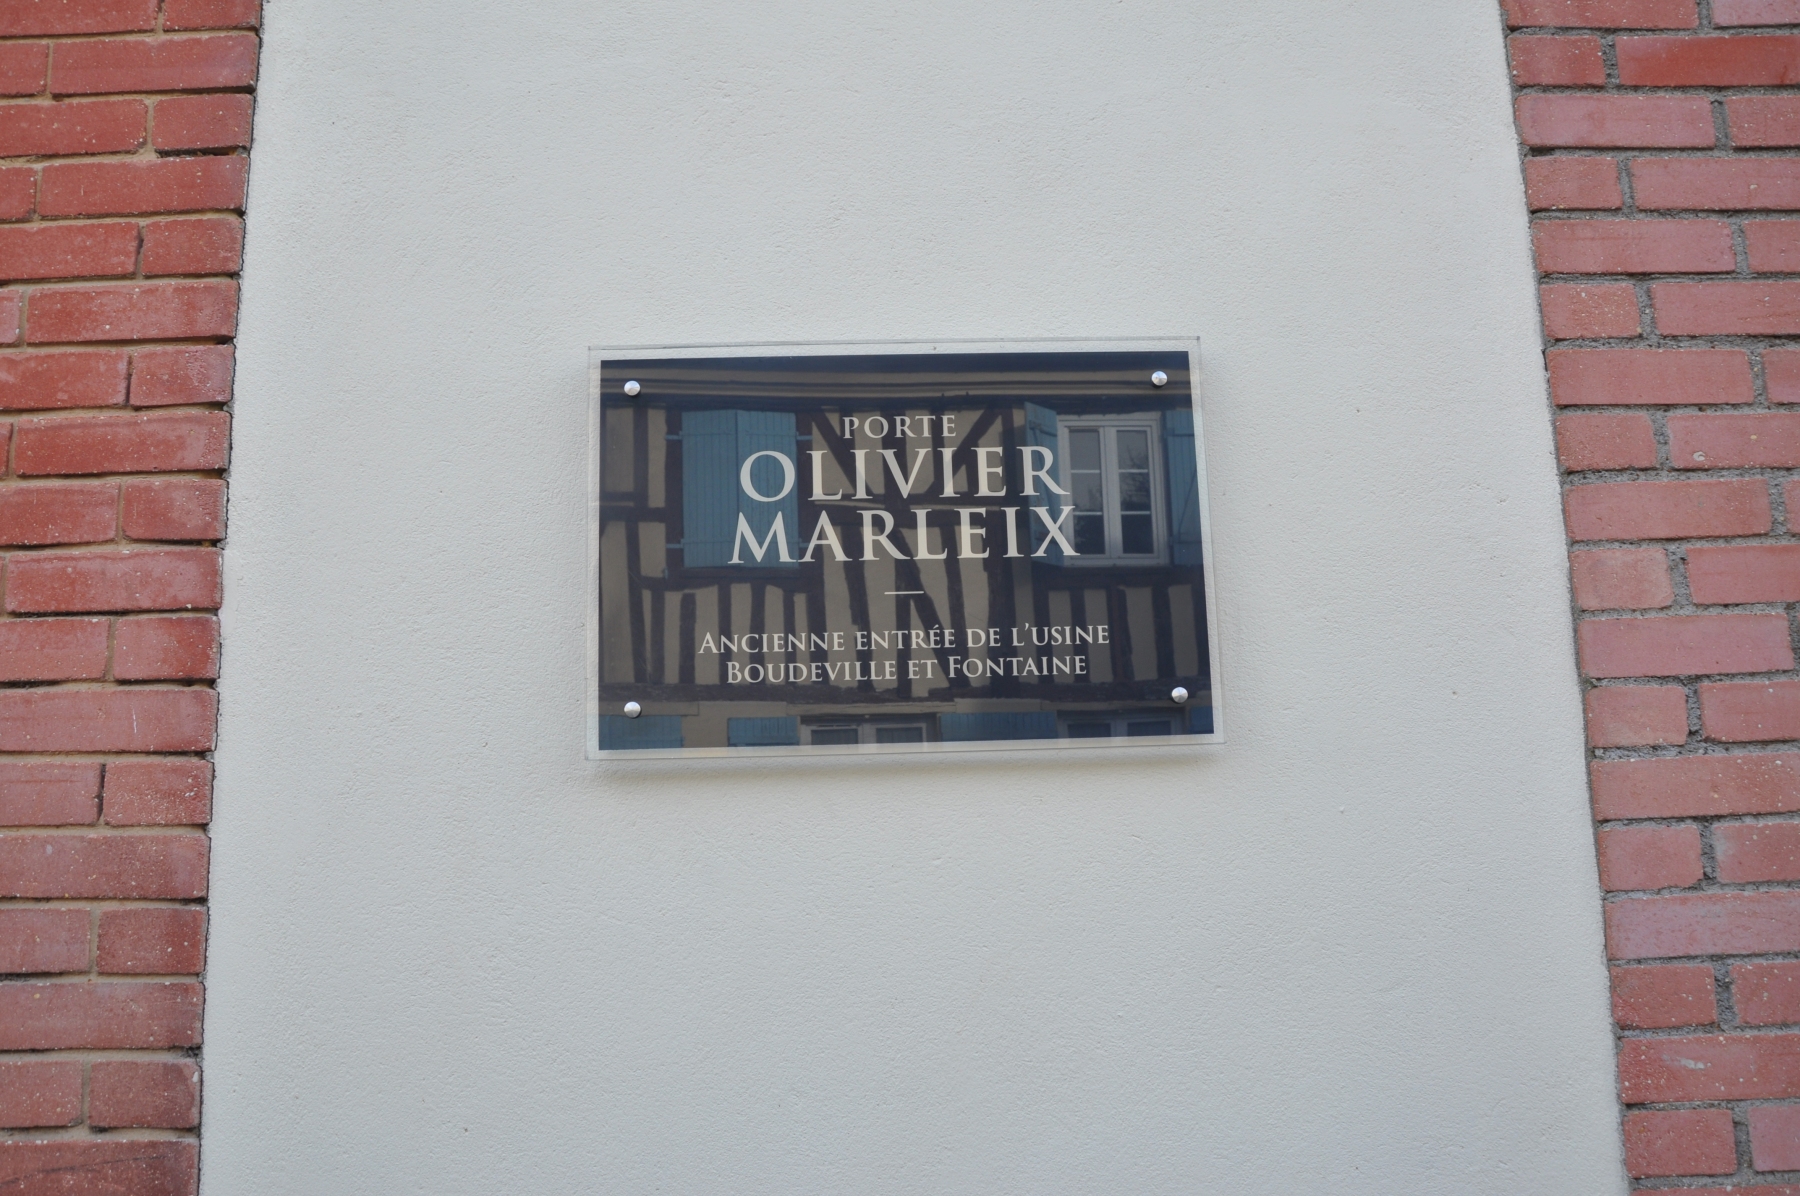 PORTE
OLIVIER
MARLEIX
ANCIENNE ENTRÉE DE L'USINE
BOUDEVILLE ET FONTAINE